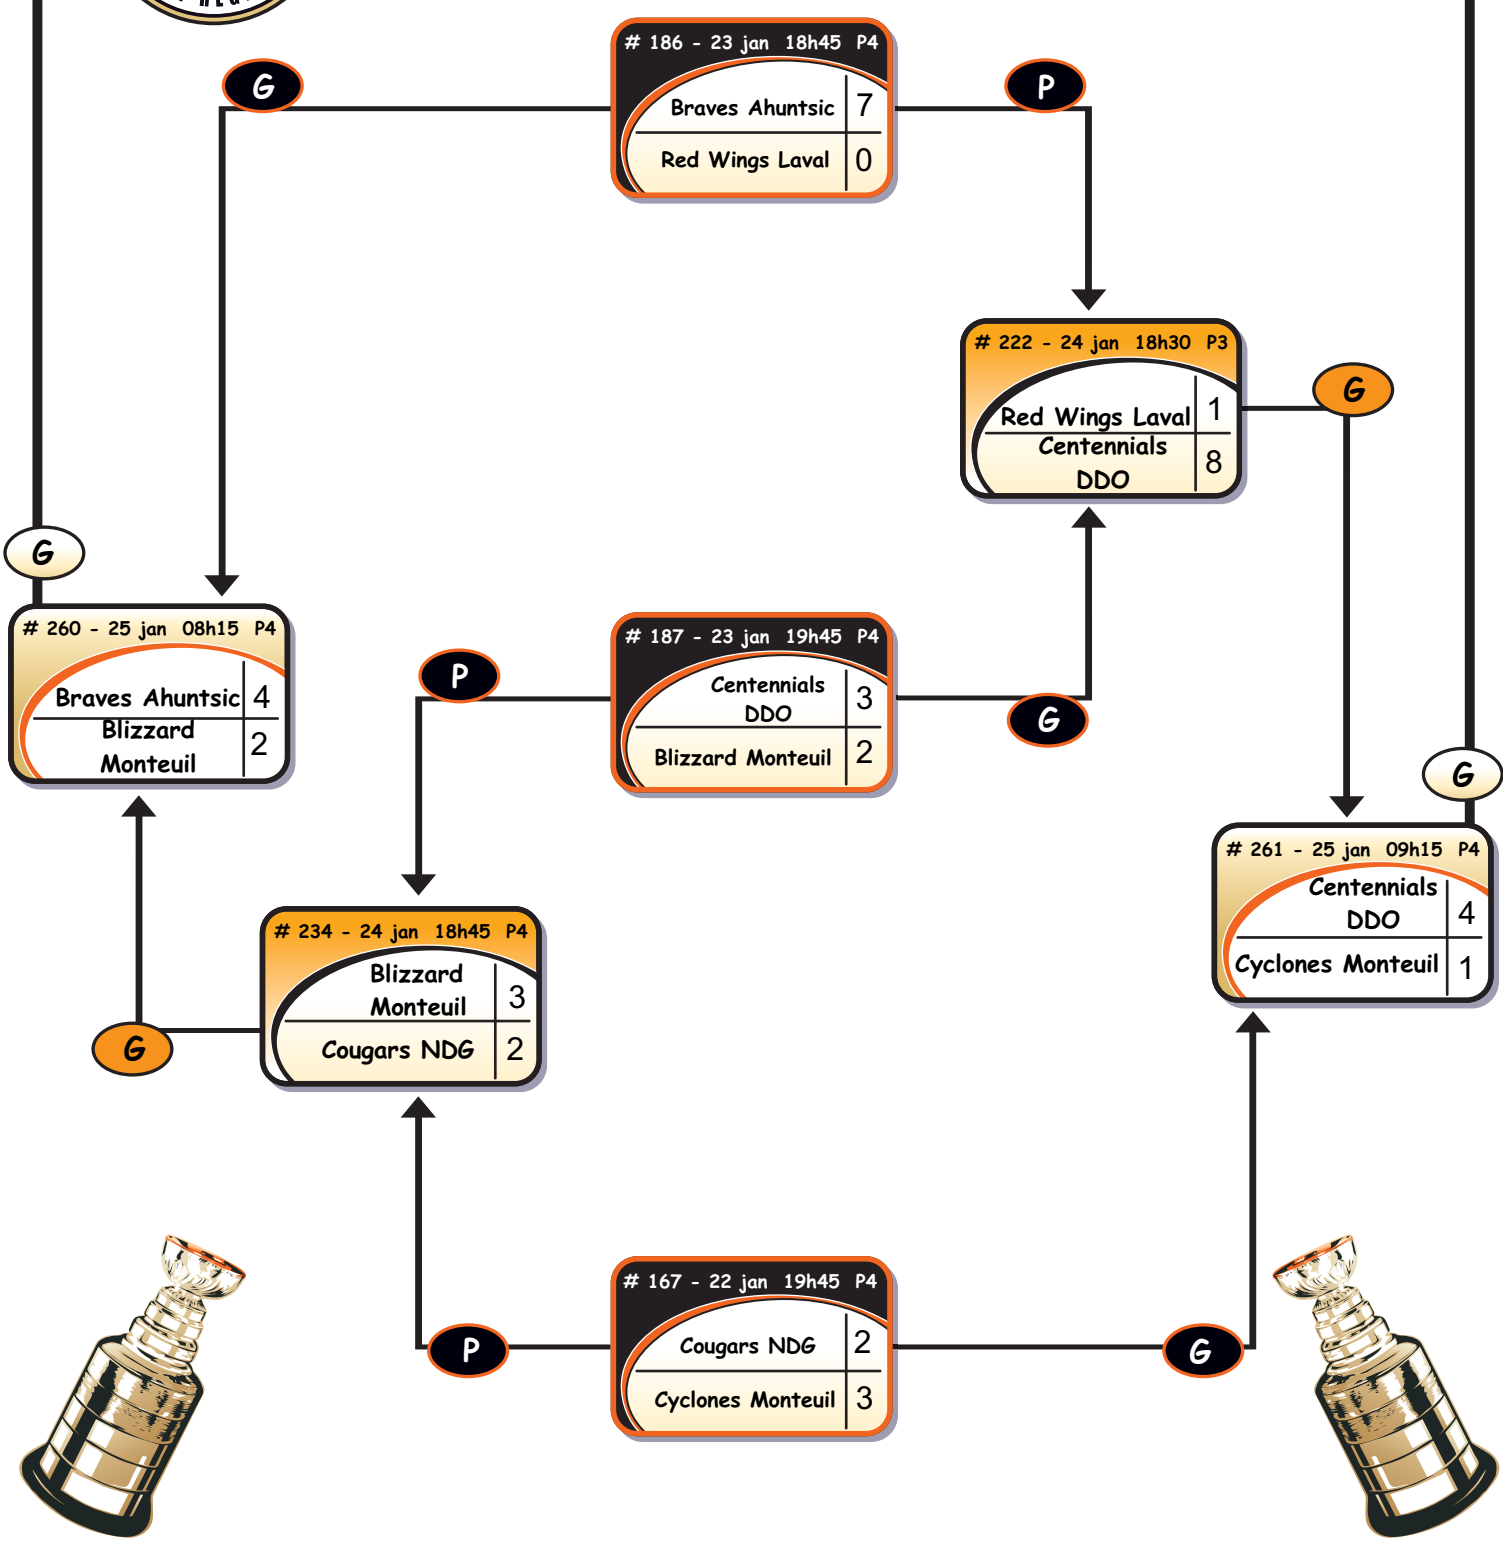 # 186 - 23 jan 18h45 P4
G
P
Braves Ahuntsic 7
Red Wings Laval 0
# 222 - 24 jan 18h30 P3
G
Red Wings Laval 1
Centennials
DDO 8
G
# 260 - 25 jan 08h15 P4
Braves Ahuntsic 4
Blizzard
Monteuil 2
# 187 - 23 jan 19h45 P4
P
Centennials
DDO 3
G
Blizzard Monteuil 2
G
# 261 - 25 jan 09h15 P4
Centennials
DDO 4
Cyclones Monteuil 1
# 234 - 24 jan 18h45 P4
Blizzard
Monteuil 3
G
Cougars NDG 2
# 167 - 22 jan 19h45 P4
P
Cougars NDG 2
G
Cyclones Monteuil 3